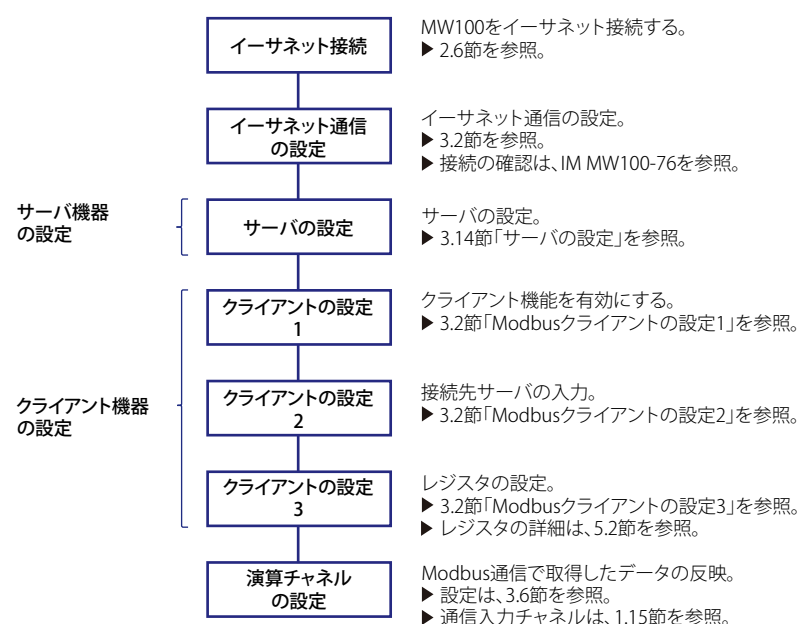 イーサネット接続
MW100をイーサネット接続する。
▶ 2.6節を参照。
イーサネット通信
の設定
イーサネット通信の設定。
▶ 3.2節を参照。
▶ 接続の確認は、IM MW100-76を参照。
サーバ機器
の設定
サーバの設定
サーバの設定。
▶ 3.14節「サーバの設定」を参照。
クライアント機器
の設定
クライアントの設定
1
クライアント機能を有効にする。
▶ 3.2節「Modbusクライアントの設定1」を参照。
クライアントの設定
2
接続先サーバの入力。
▶ 3.2節「Modbusクライアントの設定2」を参照。
クライアントの設定
3
レジスタの設定。
▶ 3.2節「Modbusクライアントの設定3」を参照。
▶ レジスタの詳細は、5.2節を参照。
演算チャネル
の設定
Modbus通信で取得したデータの反映。
▶ 設定は、3.6節を参照。
▶ 通信入力チャネルは、1.15節を参照。